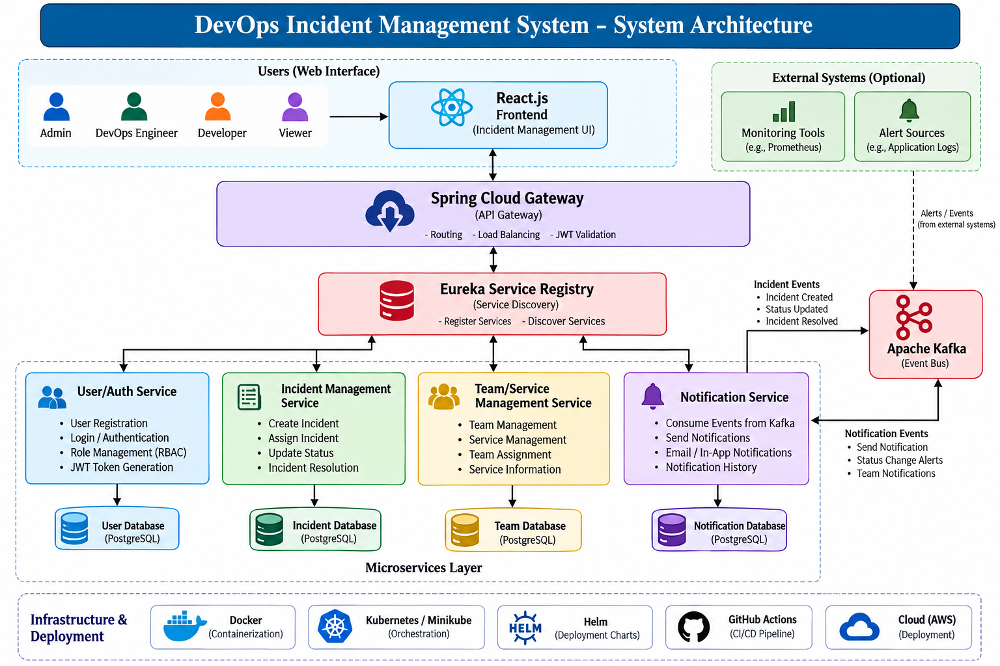 DevOps Incident Management System – System Architecture
Users (Web Interface)
Admin
DevOps Engineer
Developer
Viewer
React.js
Frontend
(Incident Management UI)
External Systems (Optional)
Monitoring Tools
(e.g., Prometheus)
Alert Sources
(e.g., Application Logs)
Spring Cloud Gateway
(API Gateway)
- Routing - Load Balancing - JWT Validation
Alerts / Events
(from external systems)
Eureka Service Registry
(Service Discovery)
- Register Services - Discover Services
Incident Events
• Incident Created
• Status Updated
• Incident Resolved
Apache Kafka
(Event Bus)
User/Auth Service
• User Registration
• Login / Authentication
• Role Management (RBAC)
• JWT Token Generation
Incident Management
Service
• Create Incident
• Assign Incident
• Update Status
• Incident Resolution
Team/Service
Management Service
• Team Management
• Service Management
• Team Assignment
• Service Information
Notification Service
• Consume Events from Kafka
• Send Notifications
• Email / In-App Notifications
• Notification History
Notification Events
• Send Notification
• Status Change Alerts
• Team Notifications
User Database
(PostgreSQL)
Incident Database
(PostgreSQL)
Team Database
(PostgreSQL)
Notification Database
(PostgreSQL)
Microservices Layer
Infrastructure &
Deployment
Docker
(Containerization)
Kubernetes / Minikube
(Orchestration)
HELM
Helm
(Deployment Charts)
GitHub Actions
(CI/CD Pipeline)
Cloud (AWS)
(Deployment)